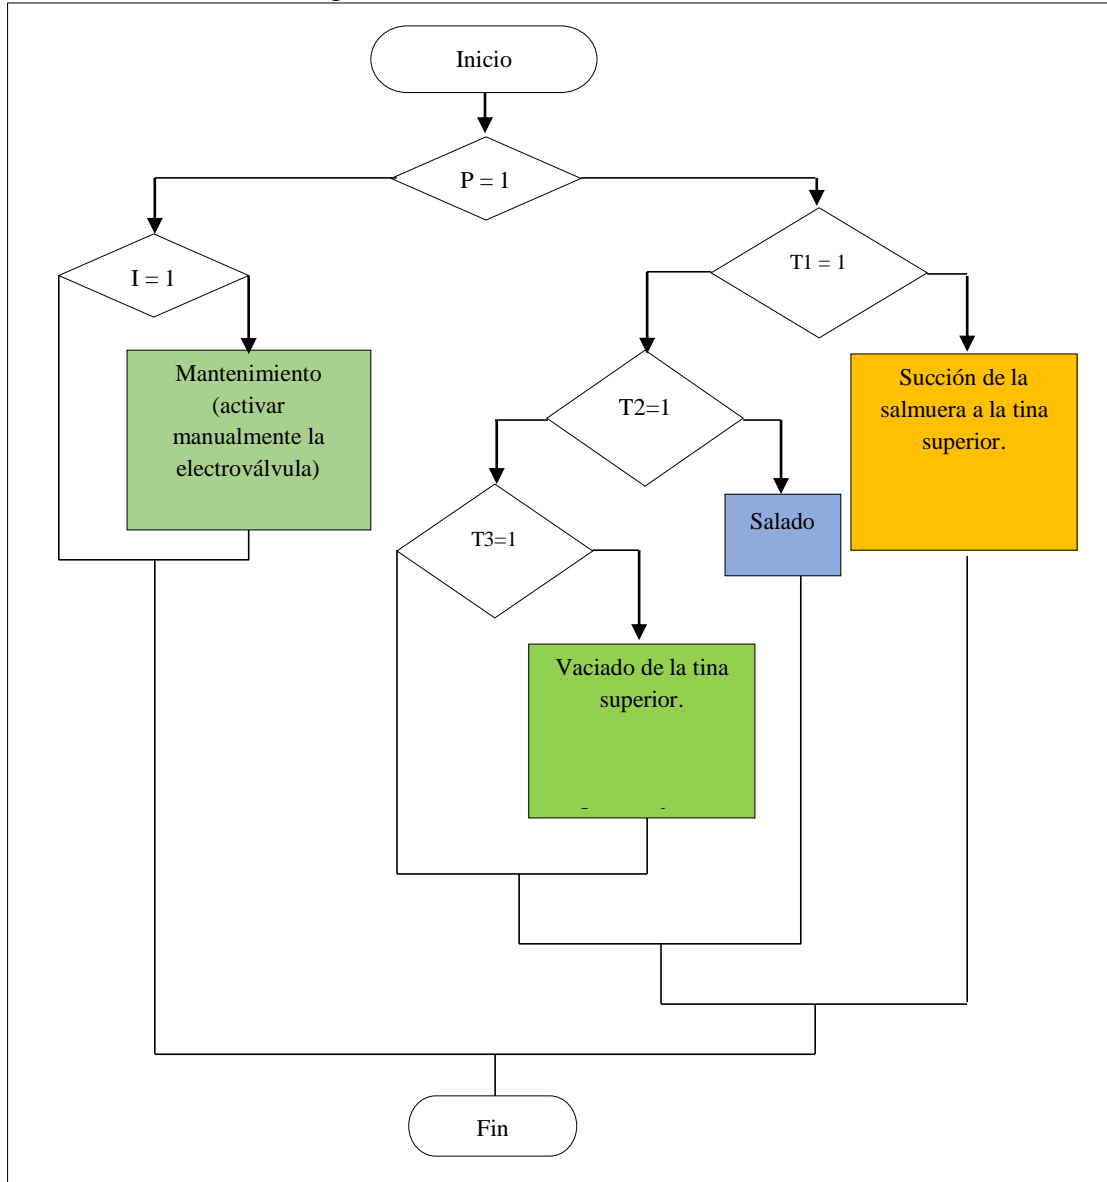 Inicio
P = 1
I = 1
T1 = 1
Mantenimiento
(activar
manualmente la
electroválvula)
T2=1
Succión de la
salmuera a la tina
superior.
T3=1
Salado
Vaciado de la tina
superior.
Fin